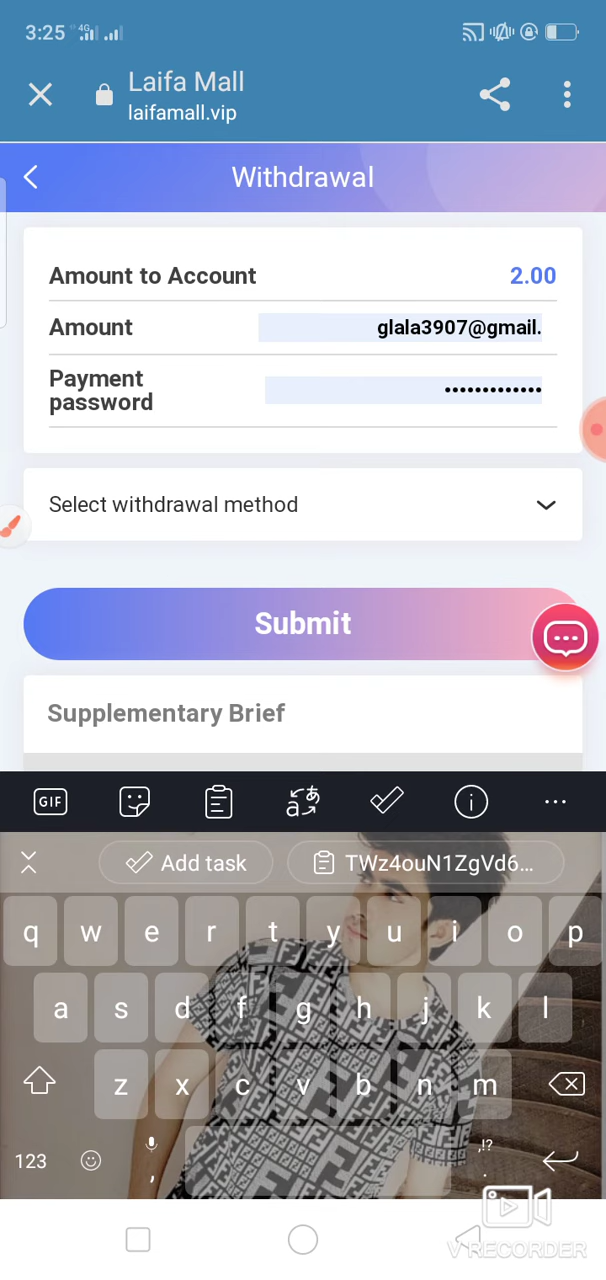 3:25 4G
Laifa Mall
laifamall.vip
Withdrawal
Amount to Account 2.00
Amount glala3907@gmail.
Payment
password •••••••••••••
Select withdrawal method
Submit
Supplementary Brief
GIF
Add task TWz4ouN1ZgVd6...
q w e r t y u i o p
a s d f g h j k l
z x c v b n m
123 , ,!? .
V RECORDER